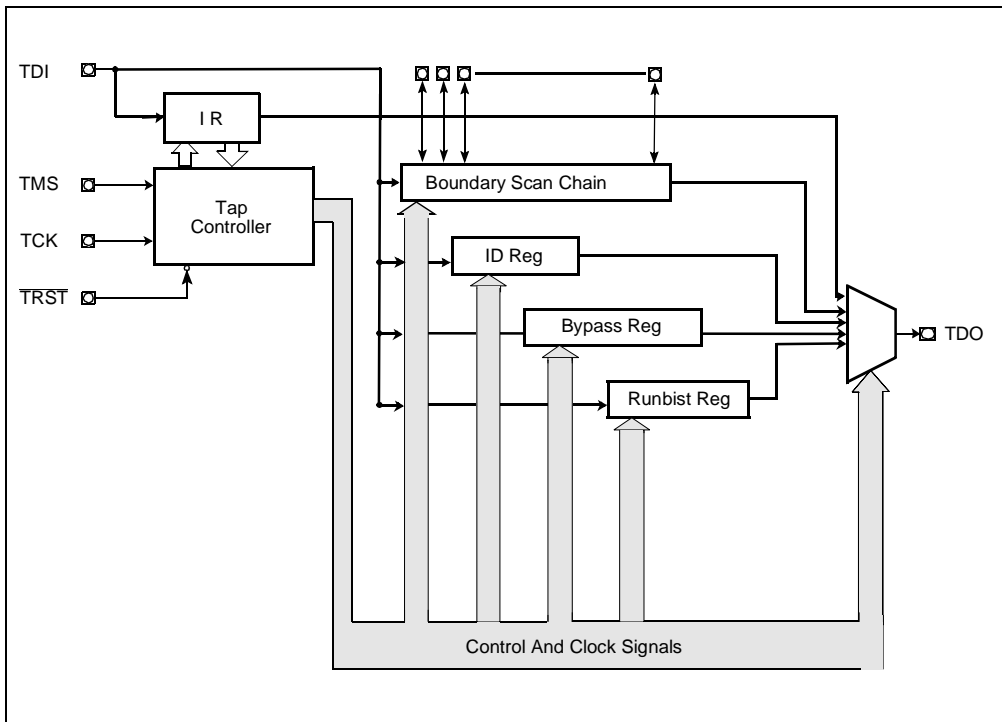 TDI
I R
TMS
Tap
Controller
TCK
TRST
Boundary Scan Chain
ID Reg
Bypass Reg
TDO
Runbist Reg
Control And Clock Signals